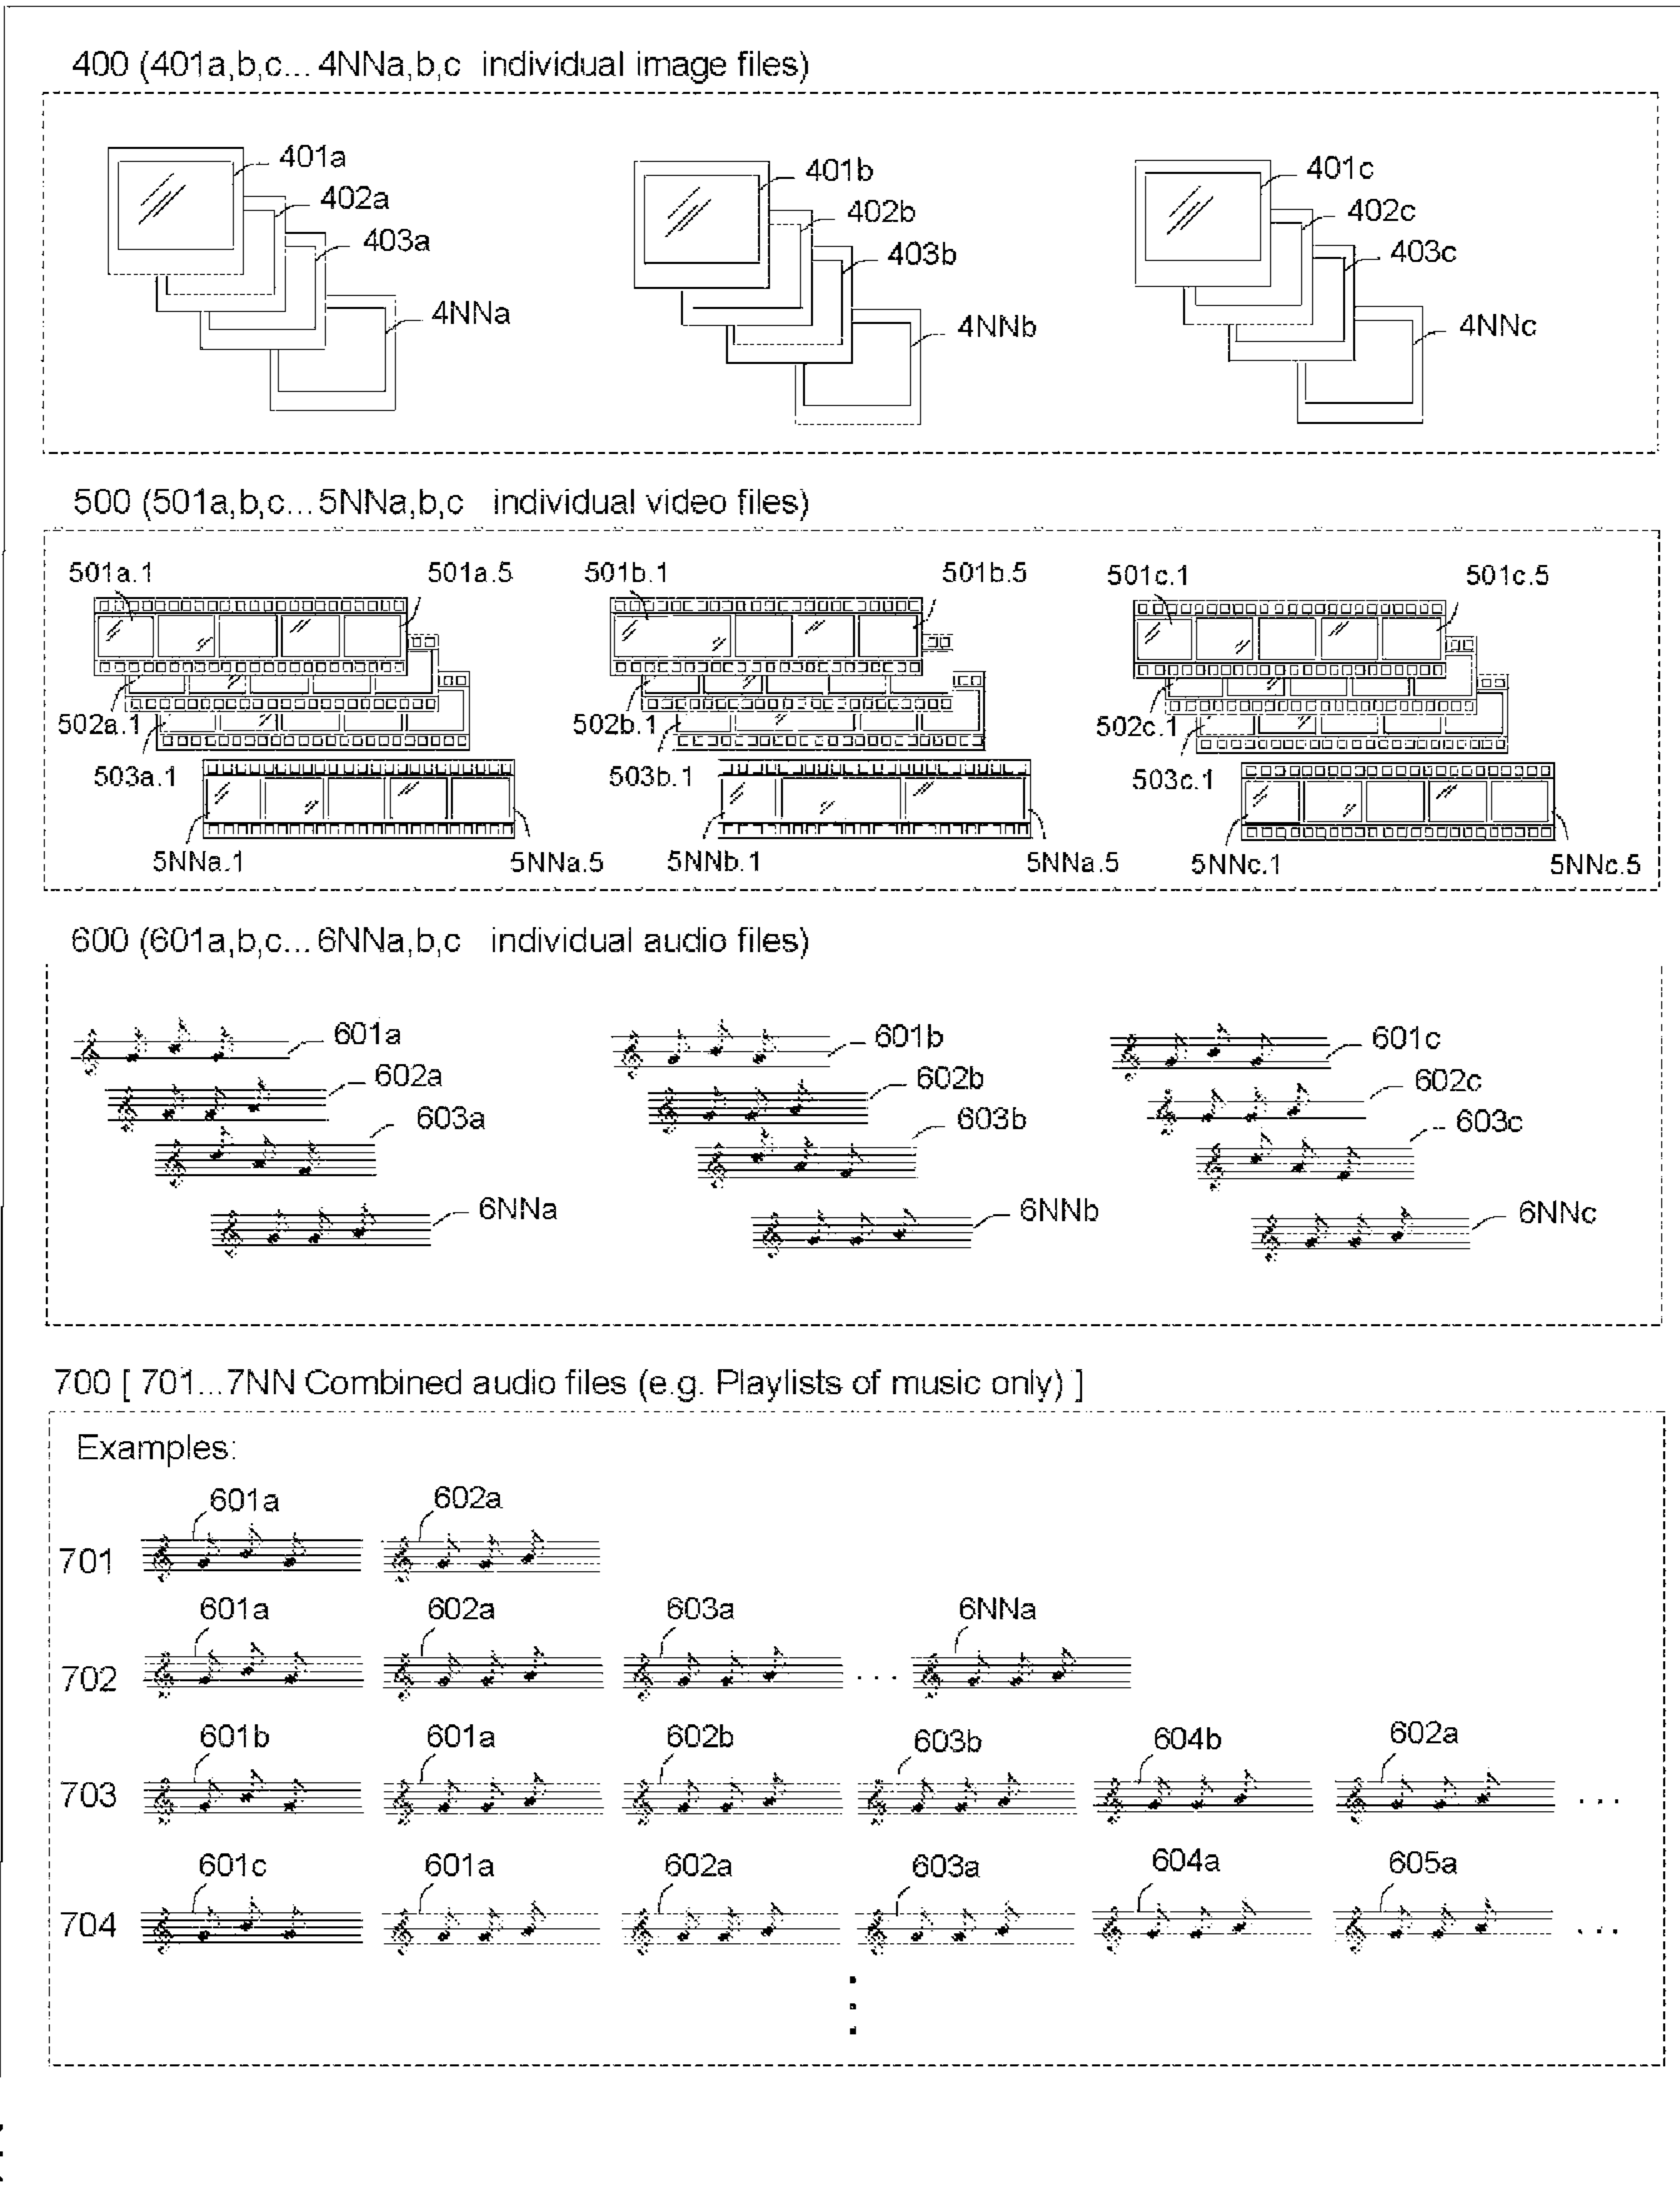 400 (401a,b,c... 4NNa,b,c individual image files)
401a
401b
401c
402a
402b
402c
403a
403b
403c
4NNa
4NNb
4NNc
500 (501a,b,c... 5NNa,b,c individual video files)
501a.1 501a.5 501b.1 501b.5 501c.1 501c.5
502a.1 502b.1 502c.1
503a.1 503b.1 503c.1
5NNa.1 5NNa.5 5NNb.1 5NNa.5 5NNc.1 5NNc.5
600 (601a,b,c... 6NNa,b,c individual audio files)
601a 601b 601c
602a 602b 602c
603a 603b 603c
6NNa 6NNb 6NNc
700 [ 701...7NN Combined audio files (e.g. Playlists of music only) ]
Examples:
601a 602a
701
601a 602a 603a 6NNa
702 ...
601b 601a 602b 603b 604b 602a
703 ...
601c 601a 602a 603a 604a 605a
704 ...